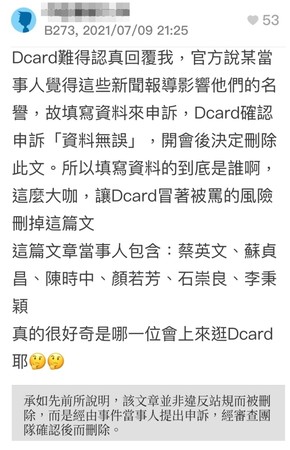 53
B273, 2021/07/09 21:25
Dcard難得認真回覆我，官方說某當
事人覺得這些新聞報導影響他們的名
譽，故填寫資料來申訴，Dcard確認
申訴「資料無誤」，開會後決定刪除
此文。所以填寫資料的到底是誰啊，
這麼大咖，讓Dcard冒著被罵的風險
刪掉這篇文
這篇文章當事人包含：蔡英文、蘇貞
昌、陳時中、顏若芳、石崇良、李秉
穎
真的很好奇是哪一位會上來逛Dcard
耶🤔🤔
承如先前所說明，該文章並非違反站規而被刪
除，而是經由事件當事人提出申訴，經審查團
隊確認後而刪除。